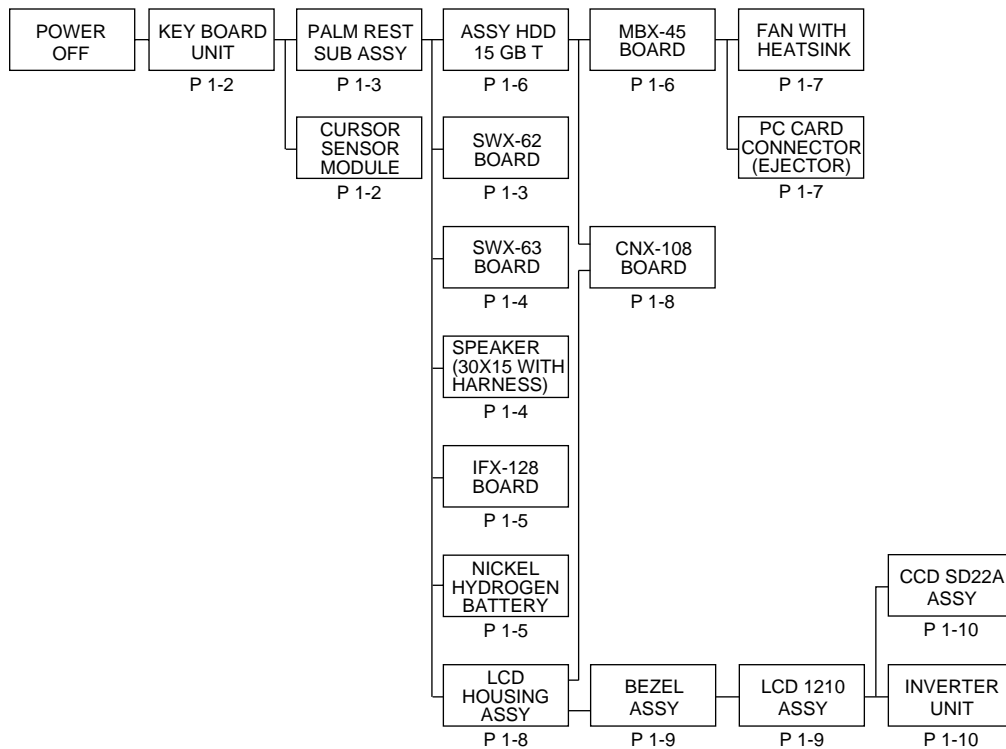 POWER
OFF
KEY BOARD
UNIT
P 1-2
PALM REST
SUB ASSY
P 1-3
ASSY HDD
15 GB T
P 1-6
MBX-45
BOARD
P 1-6
FAN WITH
HEATSINK
P 1-7
CURSOR
SENSOR
MODULE
P 1-2
SWX-62
BOARD
P 1-3
PC CARD
CONNECTOR
(EJECTOR)
P 1-7
SWX-63
BOARD
P 1-4
CNX-108
BOARD
P 1-8
SPEAKER
(30X15 WITH
HARNESS)
P 1-4
IFX-128
BOARD
P 1-5
NICKEL
HYDROGEN
BATTERY
P 1-5
CCD SD22A
ASSY
P 1-10
LCD
HOUSING
ASSY
P 1-8
BEZEL
ASSY
P 1-9
LCD 1210
ASSY
P 1-9
INVERTER
UNIT
P 1-10